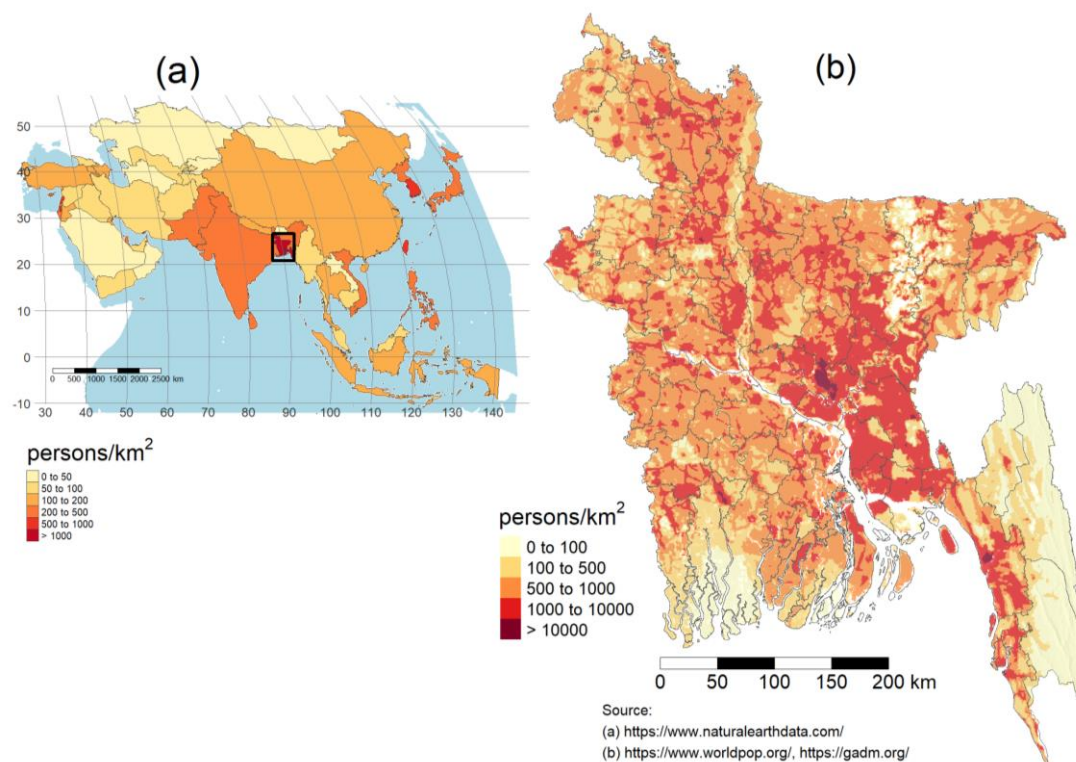 (a)
50
40
30
20
10
0
-10
0 500 1000 1500 2000 2500 km
30 40 50 60 70 80 90 100 110 120 130 140
persons/km²
0 to 50
50 to 100
100 to 200
200 to 500
500 to 1000
> 1000
(b)
persons/km²
0 to 100
100 to 500
500 to 1000
1000 to 10000
> 10000
0 50 100 150 200 km
Source:
(a) https://www.naturalearthdata.com/
(b) https://www.worldpop.org/, https://gadm.org/